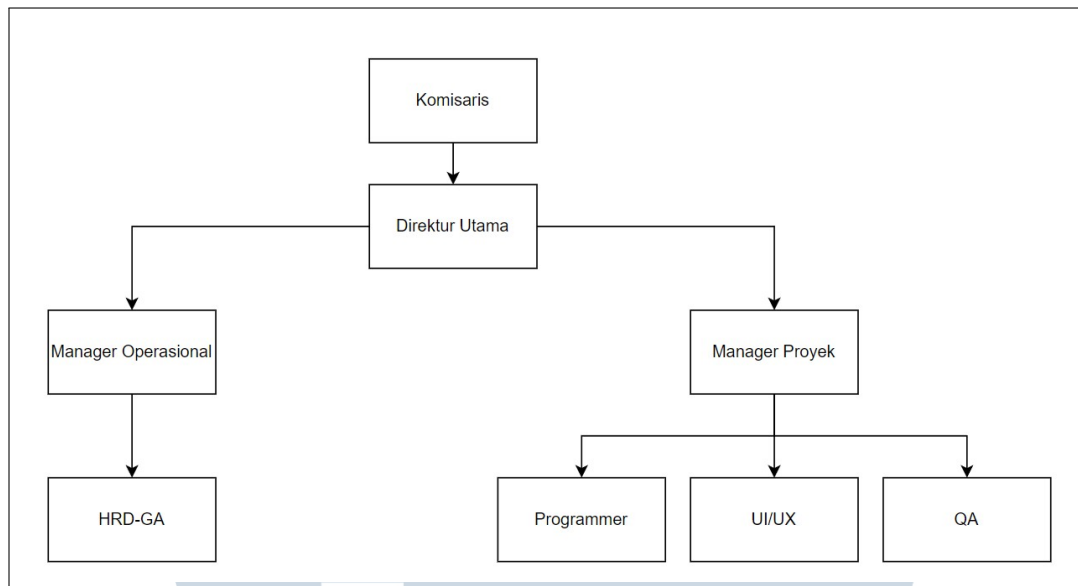 Komisaris
Direktur Utama
Manager Operasional
Manager Proyek
HRD-GA
Programmer
UI/UX
QA